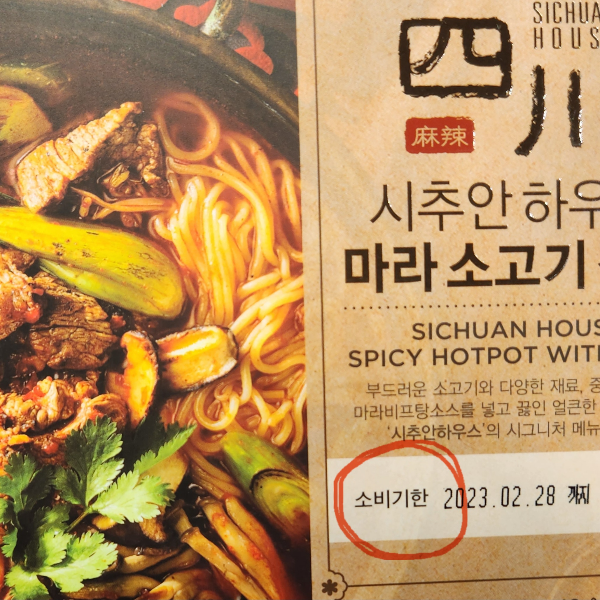 SICHUA
HOUS
四川
麻辣
시추안 하우
마라 소고기
SICHUAN HOUS
SPICY HOTPOT WIT
부드러운 소고기와 다양한 재료, 중
마라비프탕소스를 넣고 끓인 얼큰한
'시추안하우스'의 시그니처 메뉴
소비기한 2023.02.28 까지